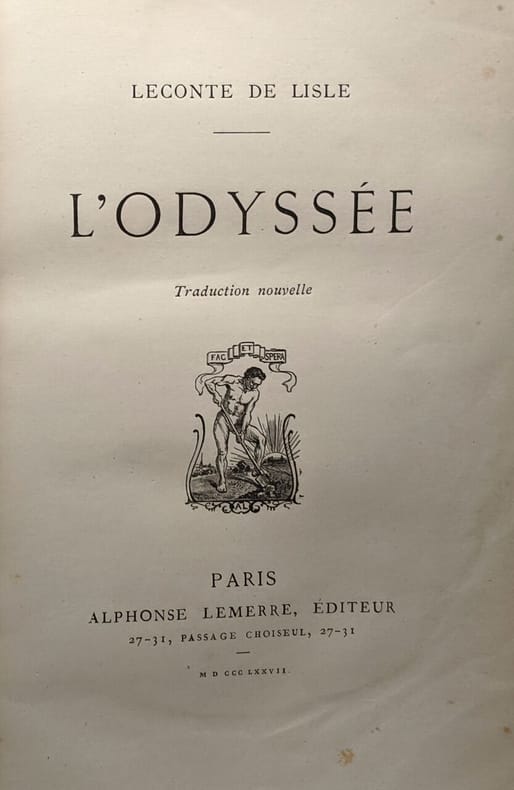 LECONTE DE LISLE
L'ODYSSÉE
Traduction nouvelle
FAC ET SPERA
AL
PARIS
ALPHONSE LEMERRE, ÉDITEUR
27-31, PASSAGE CHOISEUL, 27-31
M D CCC LXXVII